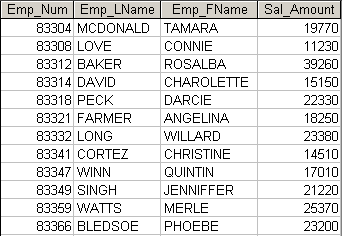 Emp_Num Emp_LName Emp_FName Sal_Amount
83304 MCDONALD TAMARA 19770
83308 LOVE CONNIE 11230
83312 BAKER ROSALBA 39260
83314 DAVID CHAROLETTE 15150
83318 PECK DARCIE 22330
83321 FARMER ANGELINA 18250
83332 LONG WILLARD 23380
83341 CORTEZ CHRISTINE 14510
83347 WINN QUINTIN 17010
83349 SINGH JENNIFFER 21220
83359 WATTS MERLE 25370
83366 BLEDSOE PHOEBE 23200